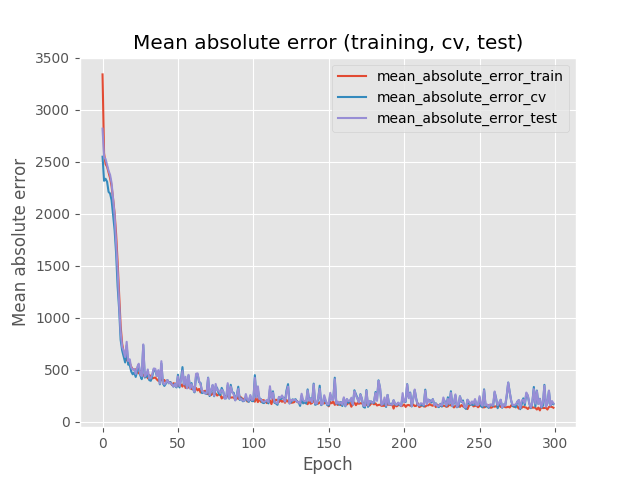 Mean absolute error (training, cv, test)
3500
3000
2500
2000
1500
1000
500
0
Mean absolute error
mean_absolute_error_train
mean_absolute_error_cv
mean_absolute_error_test
0 50 100 150 200 250 300
Epoch